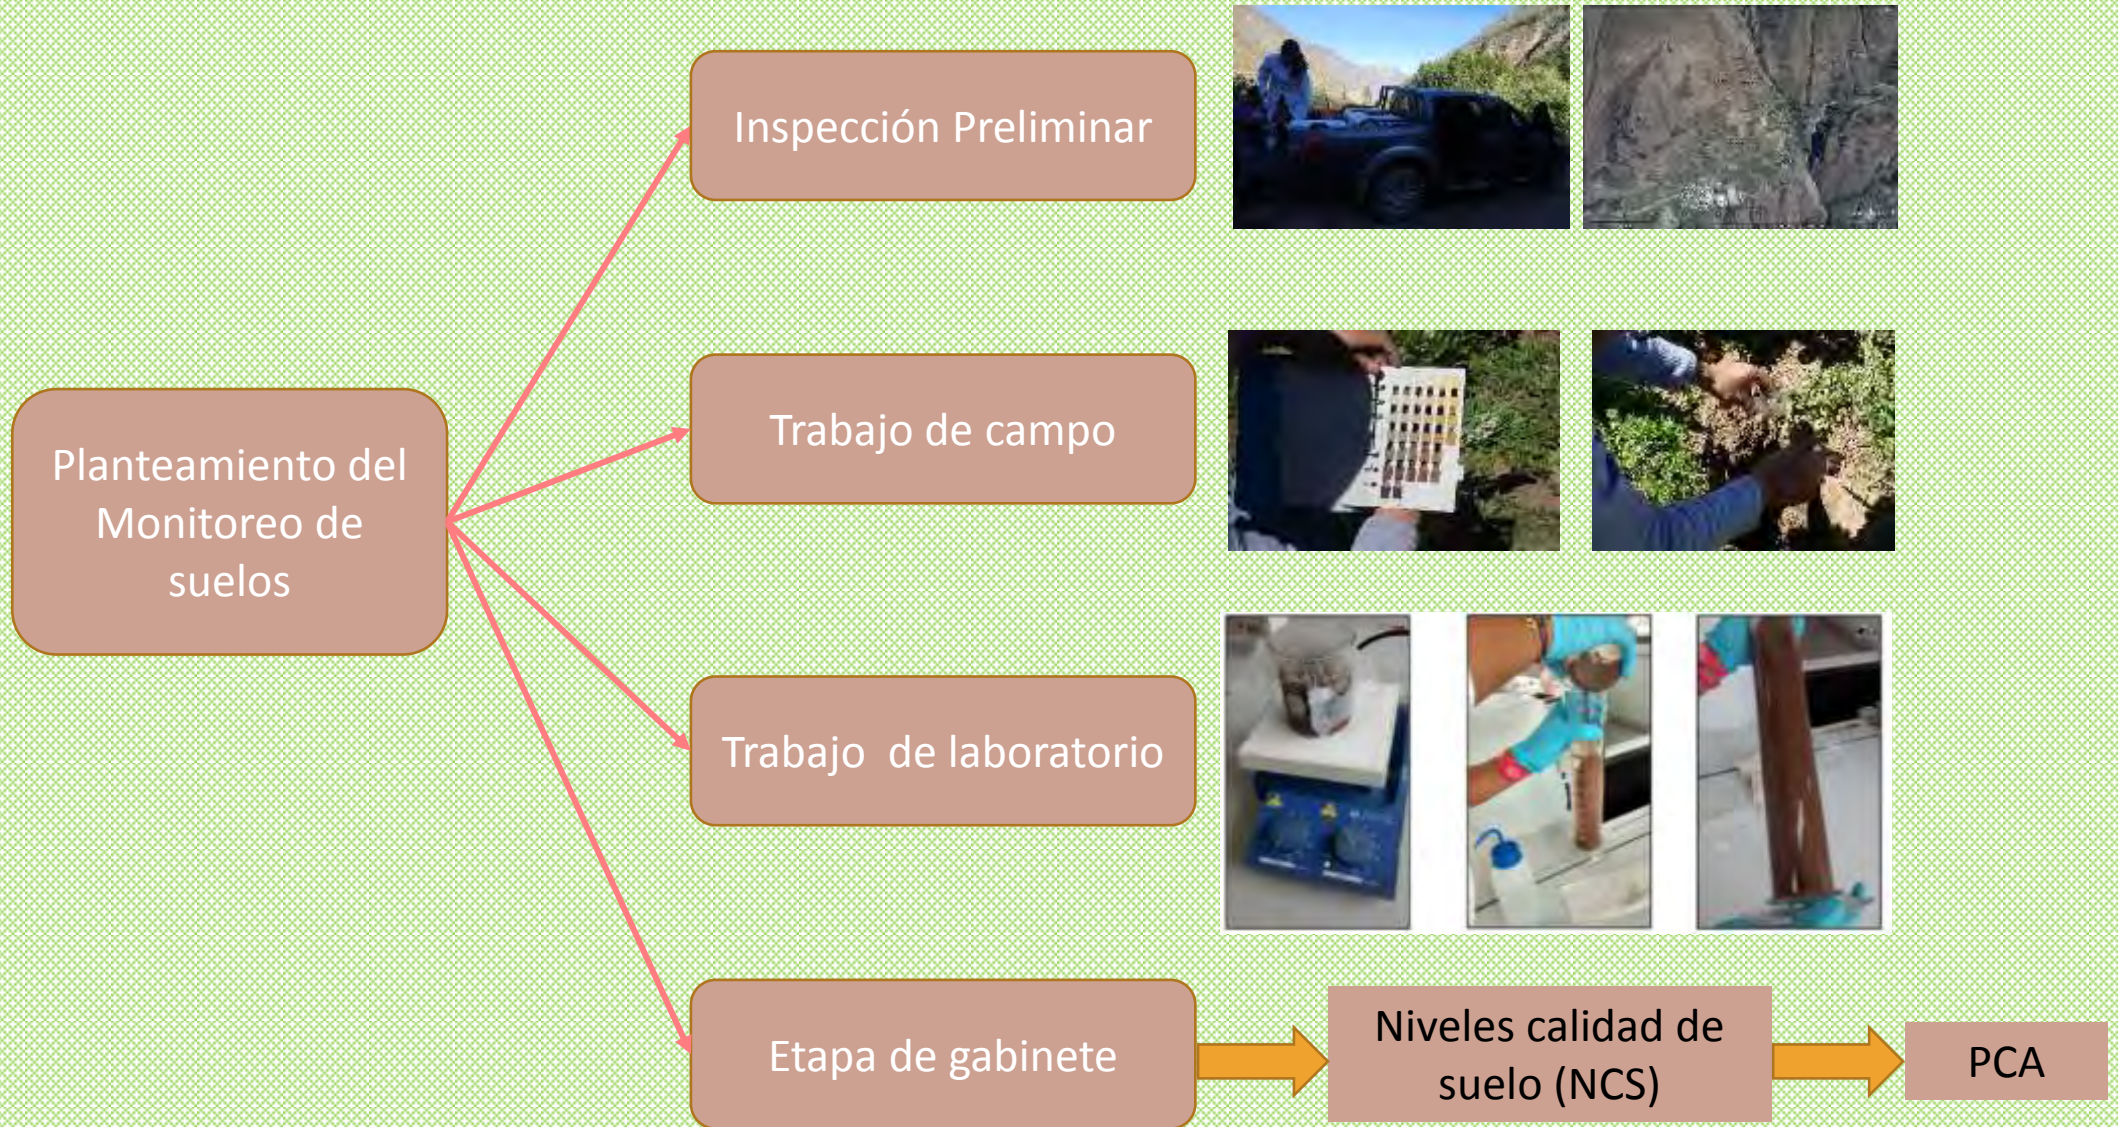 Inspección Preliminar
Trabajo de campo
Planteamiento del
Monitoreo de
suelos
Trabajo  de laboratorio
Etapa de gabinete
Niveles calidad de
suelo (NCS)
PCA